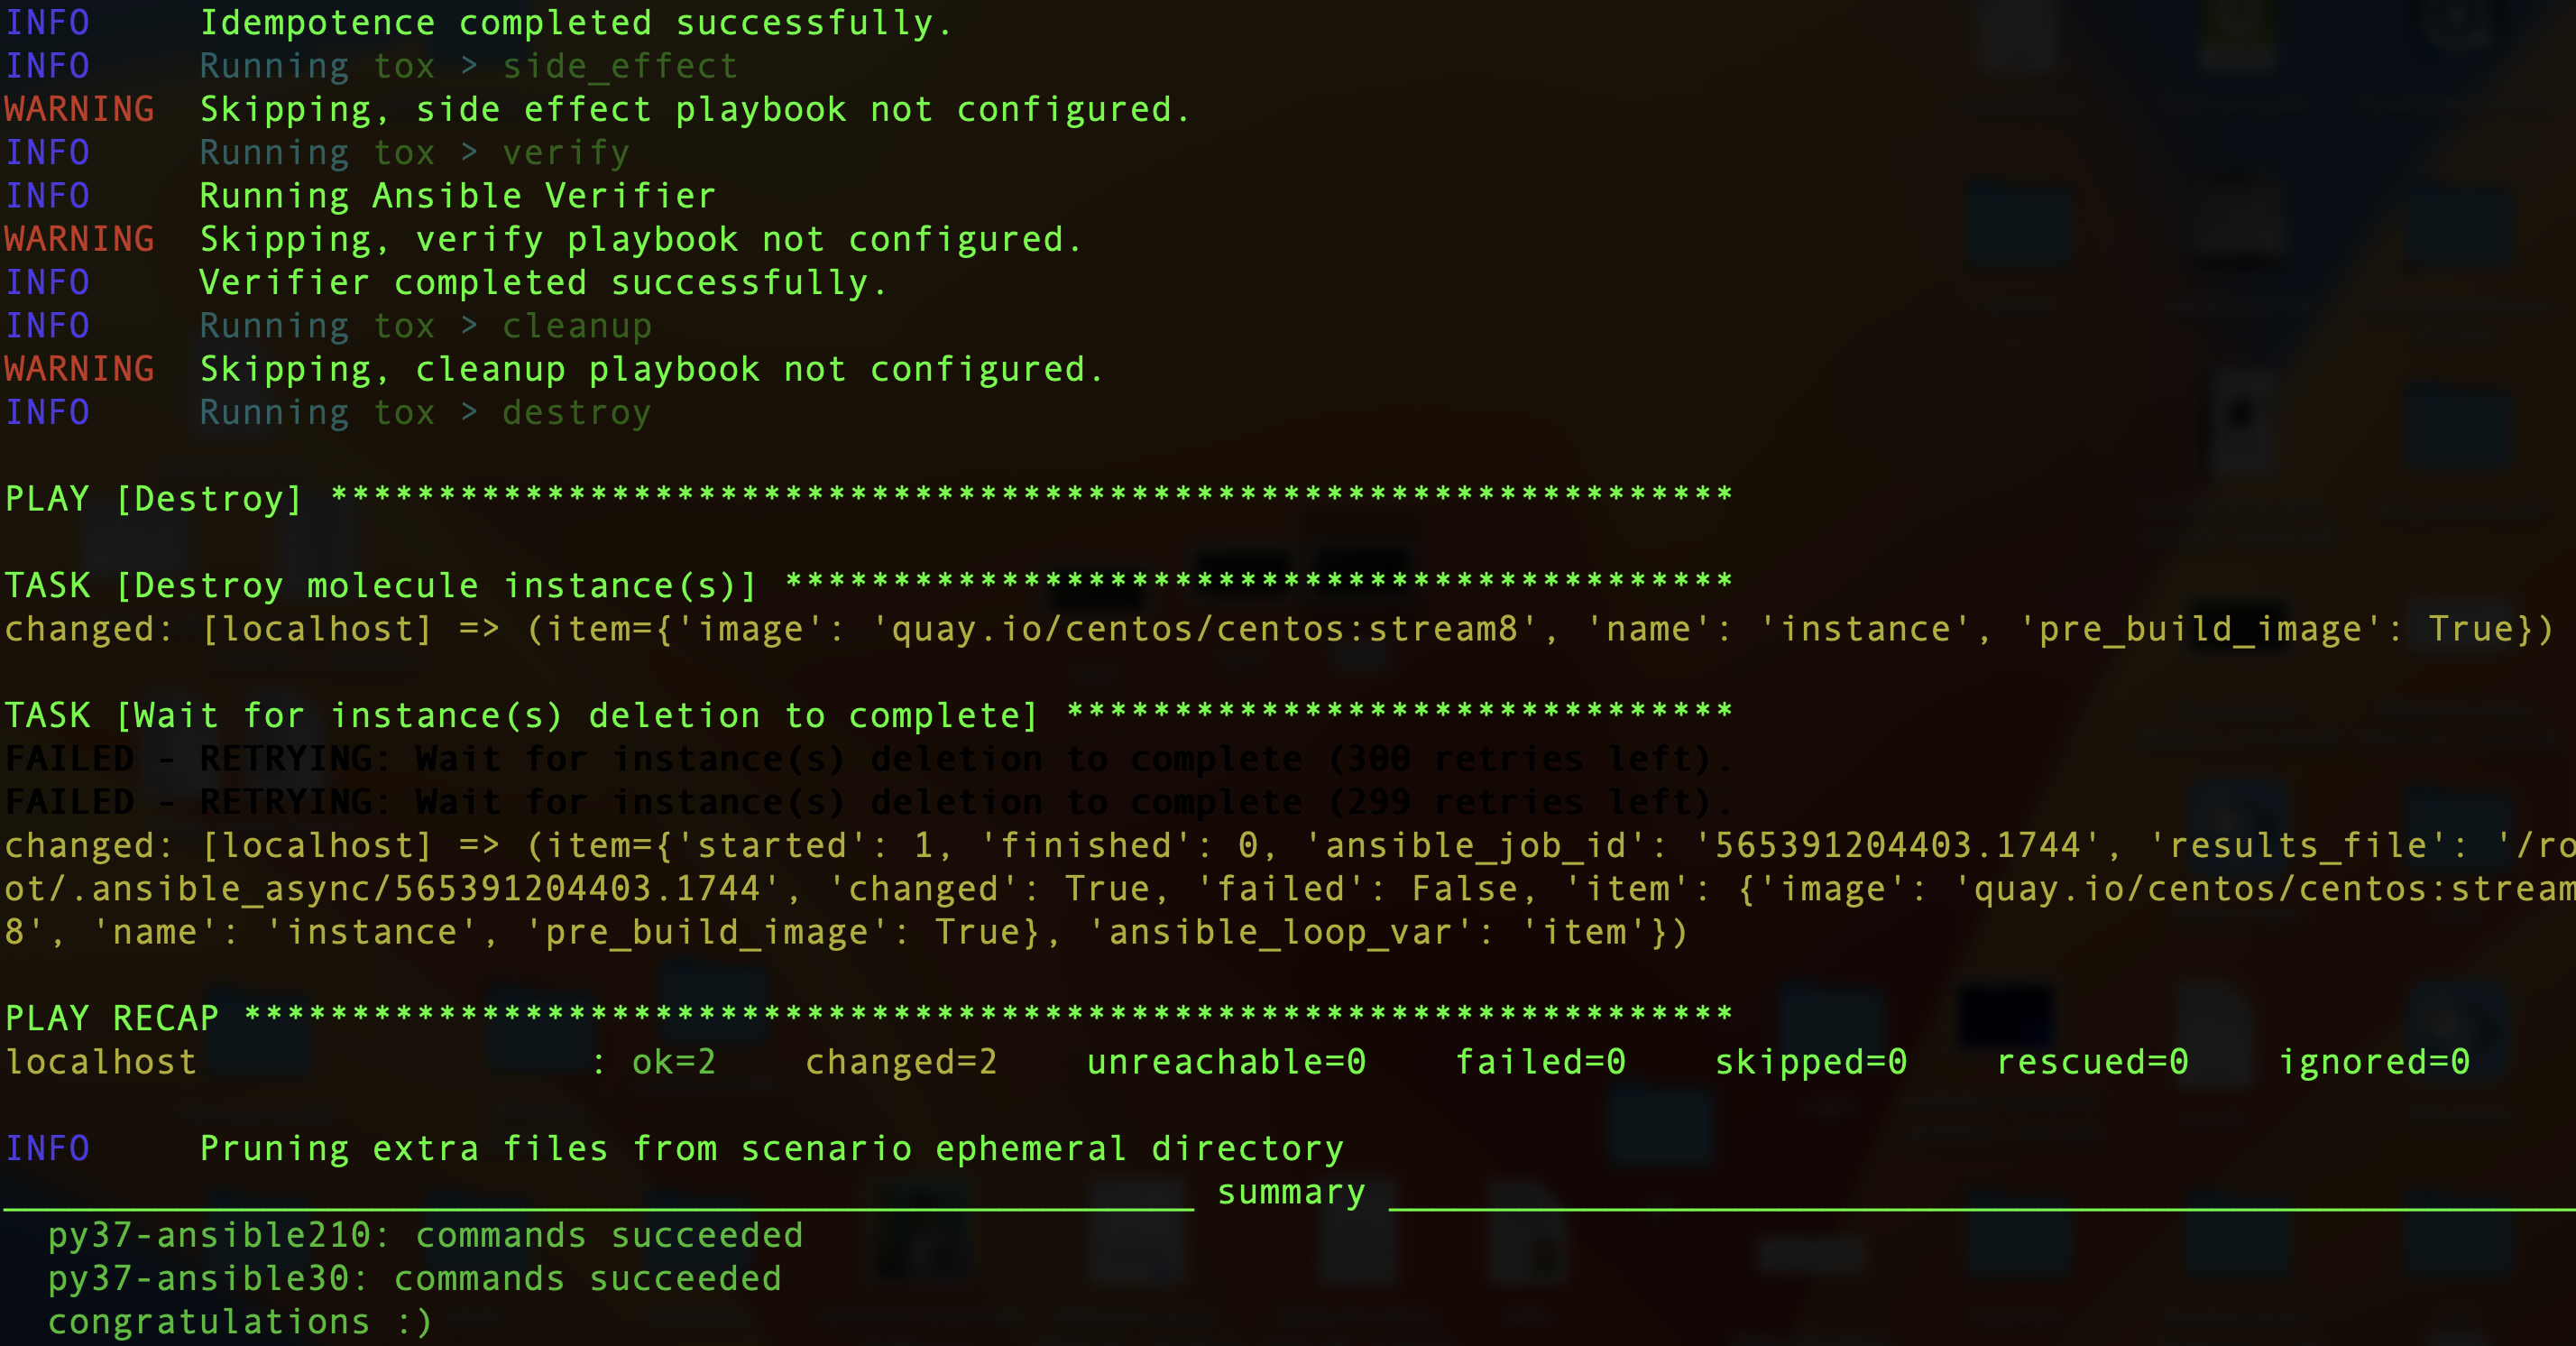 INFO     Idempotence completed successfully.
INFO     Running tox > side_effect
WARNING  Skipping, side effect playbook not configured.
INFO     Running tox > verify
INFO     Running Ansible Verifier
WARNING  Skipping, verify playbook not configured.
INFO     Verifier completed successfully.
INFO     Running tox > cleanup
WARNING  Skipping, cleanup playbook not configured.
INFO     Running tox > destroy
PLAY [Destroy] *****************************************************************
TASK [Destroy molecule instance(s)] ********************************************
changed: [localhost] => (item={'image': 'quay.io/centos/centos:stream8', 'name': 'instance', 'pre_build_image': True})
TASK [Wait for instance(s) deletion to complete] *******************************
FAILED - RETRYING: Wait for instance(s) deletion to complete (300 retries left).
FAILED - RETRYING: Wait for instance(s) deletion to complete (299 retries left).
changed: [localhost] => (item={'started': 1, 'finished': 0, 'ansible_job_id': '565391204403.1744', 'results_file': '/ro
ot/.ansible_async/565391204403.1744', 'changed': True, 'failed': False, 'item': {'image': 'quay.io/centos/centos:stream
8', 'name': 'instance', 'pre_build_image': True}, 'ansible_loop_var': 'item'})
PLAY RECAP *********************************************************************
localhost                  : ok=2    changed=2    unreachable=0    failed=0    skipped=0    rescued=0    ignored=0
INFO     Pruning extra files from scenario ephemeral directory
_______________________________________________________ summary _______________________________________________________
  py37-ansible210: commands succeeded
  py37-ansible30: commands succeeded
  congratulations :)